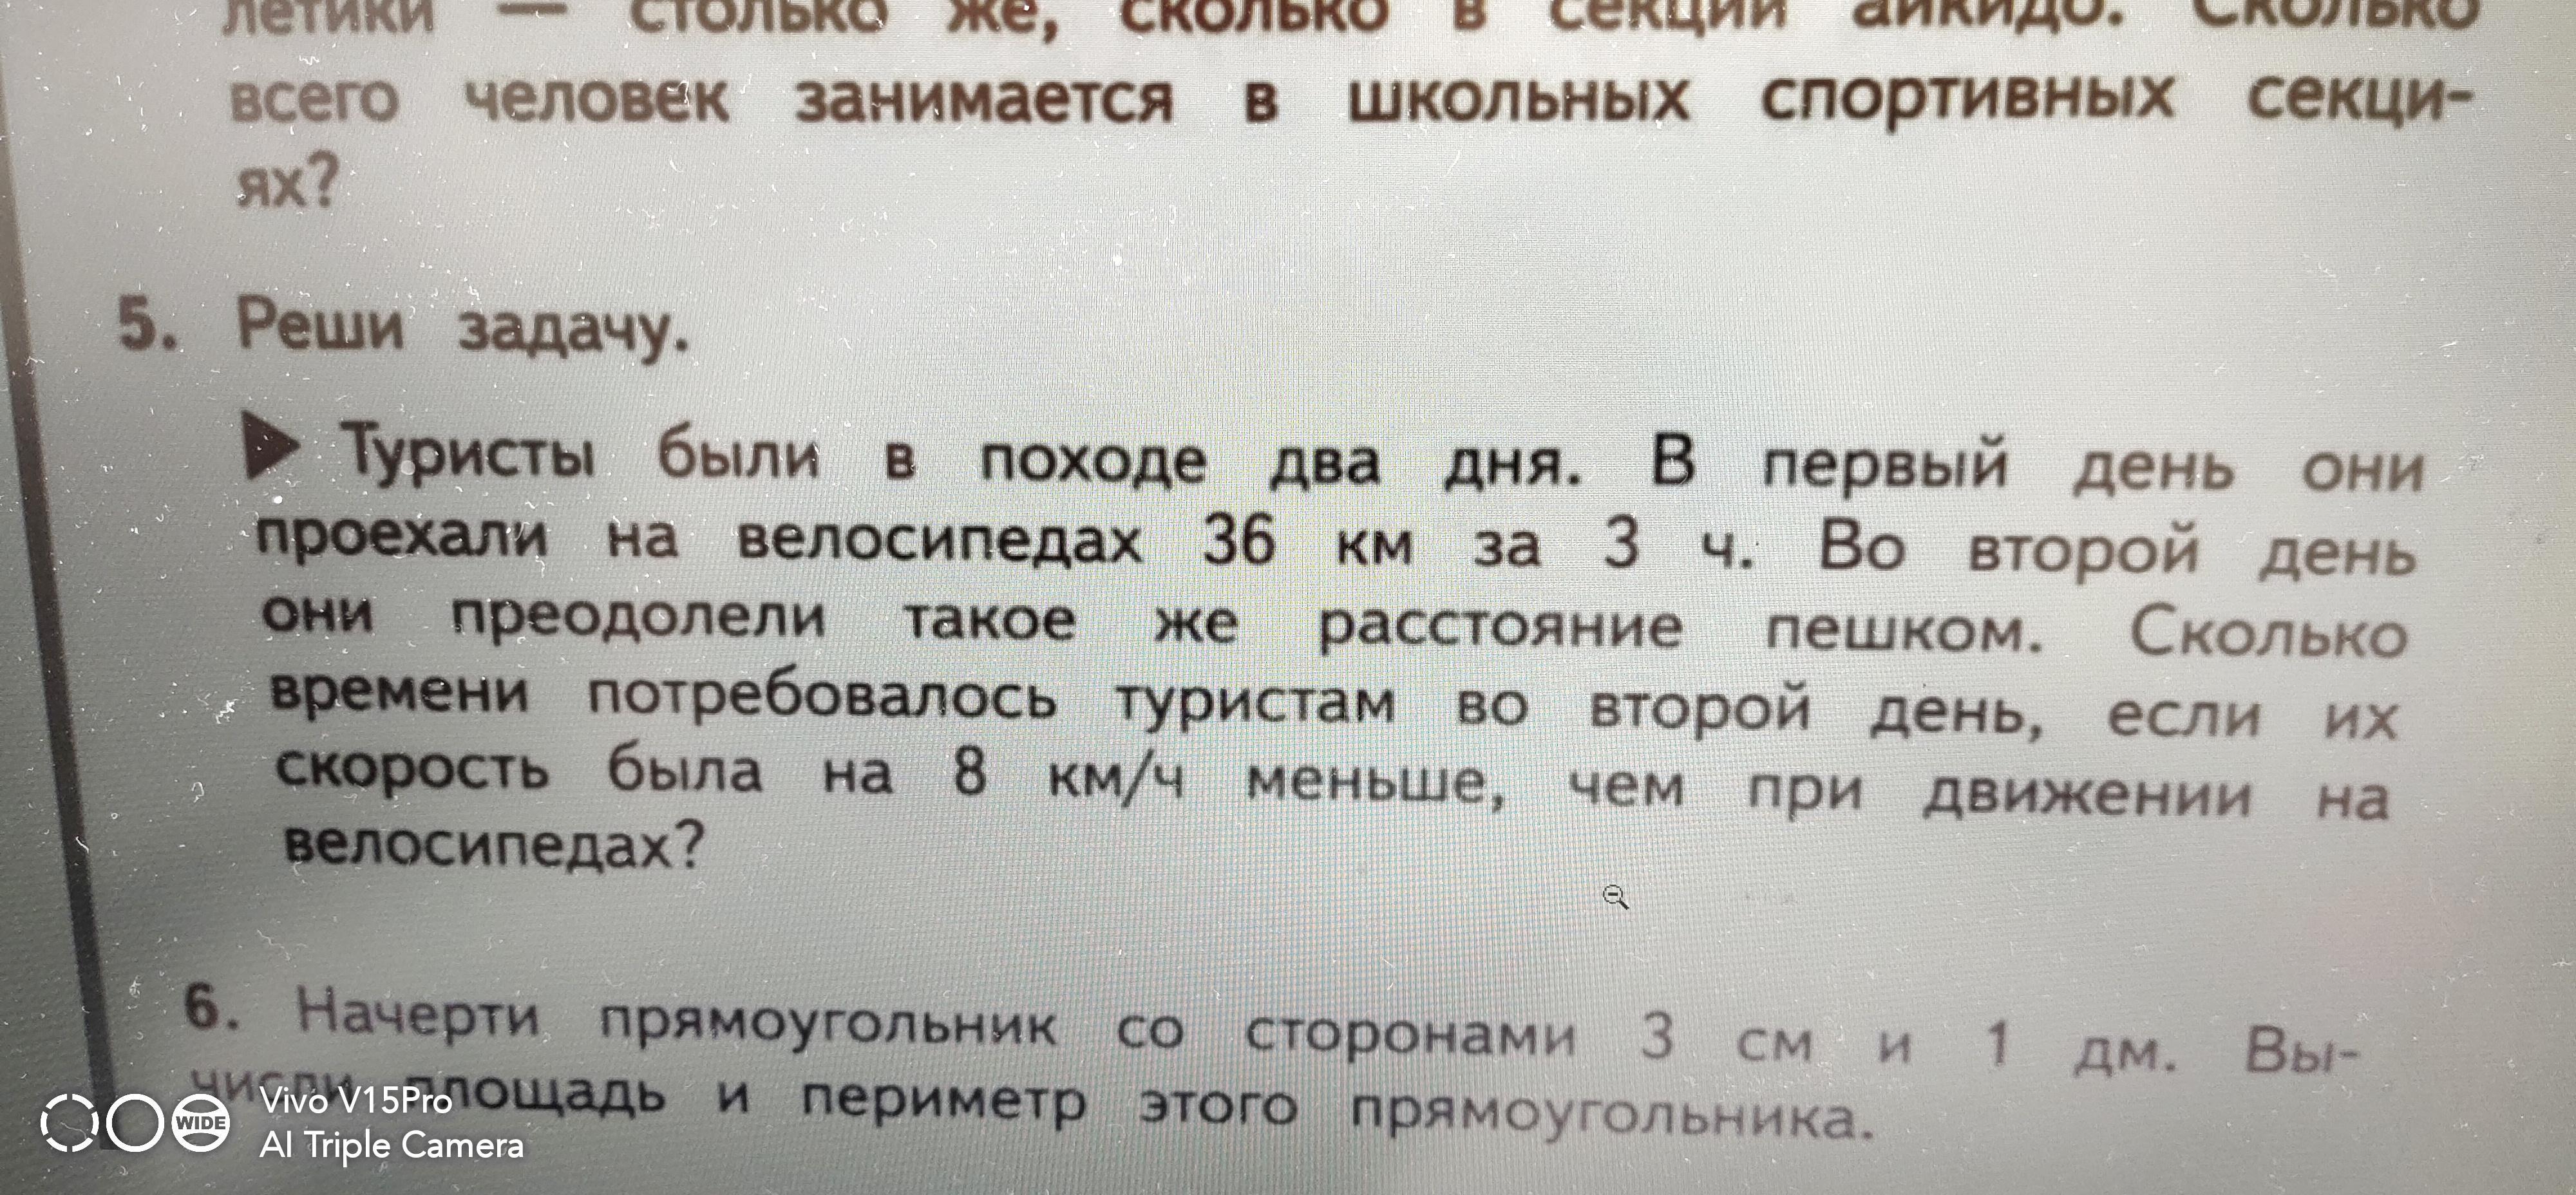 летики — столько же, сколько в секции айкидо. Сколько
всего человек занимается в школьных спортивных секци-
ях?
5. Реши задачу.
Туристы были в походе два дня. В первый день они
проехали на велосипедах 36 км за 3 ч. Во второй день
они преодолели такое же расстояние пешком. Сколько
времени потребовалось туристам во второй день, если их
скорость была на 8 км/ч меньше, чем при движении на
велосипедах?
6. Начерти прямоугольник со сторонами 3 см и 1 дм. Вы-
числи площадь и периметр этого прямоугольника.
WIDE
Vivo V15Pro
AI Triple Camera